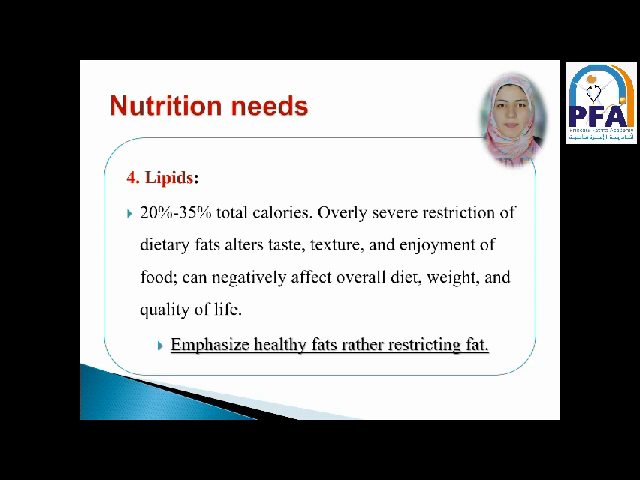 Nutrition needs
PFA
4. Lipids:
20%-35% total calories. Overly severe restriction of
dietary fats alters taste, texture, and enjoyment of
food; can negatively affect overall diet, weight, and
quality of life.
Emphasize healthy fats rather restricting fat.